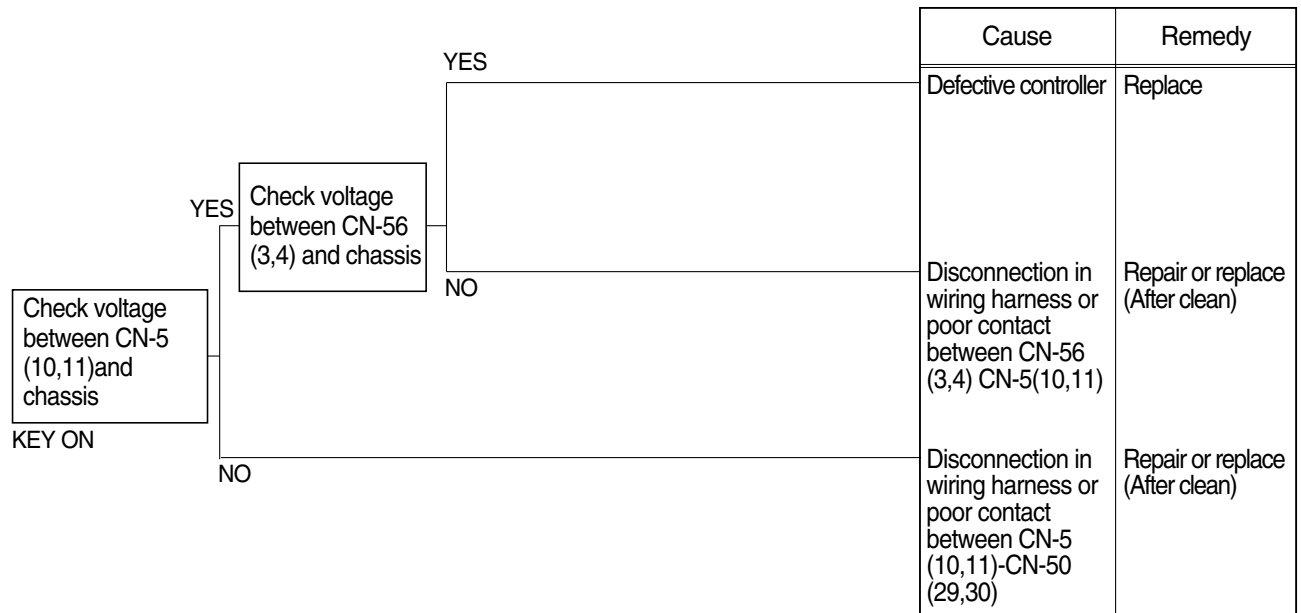 Cause
Remedy
YES
Defective controller
Replace
YES
Check voltage
between CN-56
(3,4) and chassis
NO
Disconnection in
wiring harness or
poor contact
between CN-56
(3,4) CN-5(10,11)
Repair or replace
(After clean)
Check voltage
between CN-5
(10,11)and
chassis
KEY ON
NO
Disconnection in
wiring harness or
poor contact
between CN-5
(10,11)-CN-50
(29,30)
Repair or replace
(After clean)